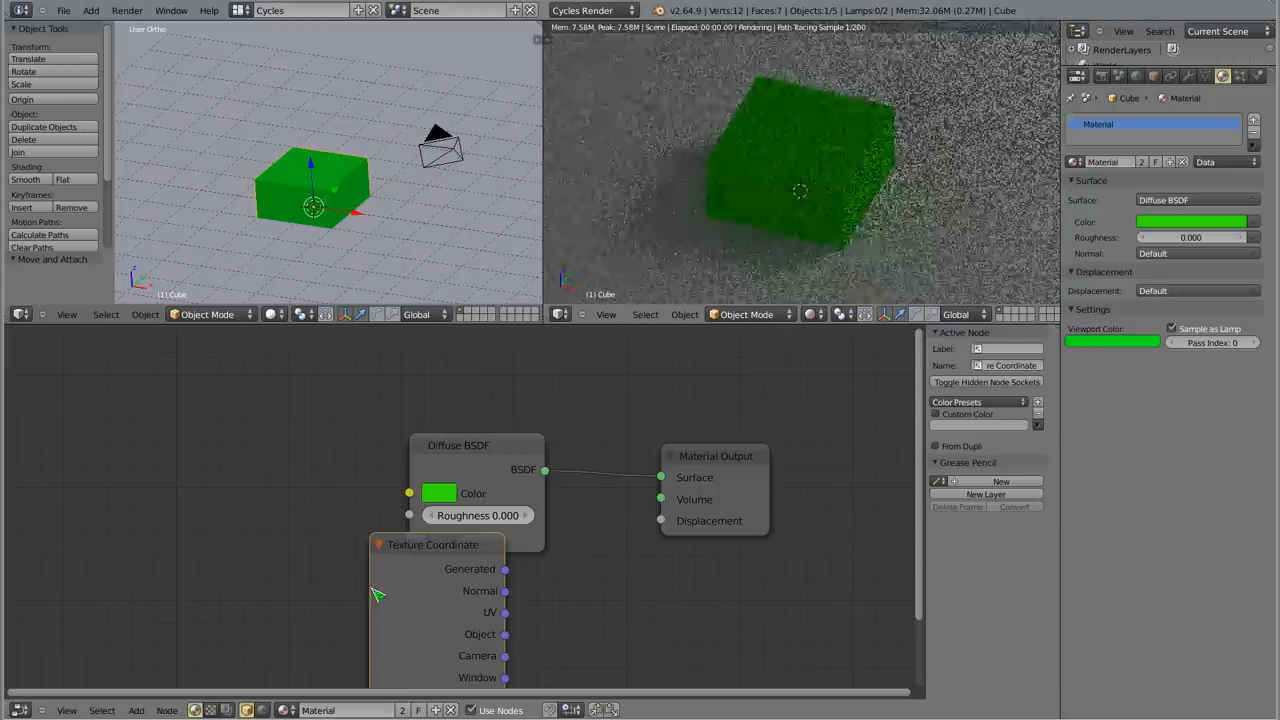 File Add Render Window Help Cycles Scene Cycles Render v2.64.9 | Verts:12 | Faces:7 | Objects:1/5 | Lamps:0/2 | Mem:32.06M (0.27M) | Cube
Object Tools
Transform:
Translate
Rotate
Scale
Origin
Object:
Duplicate Objects
Delete
Join
Shading:
Smooth Flat
Keyframes:
Insert Remove
Motion Paths:
Calculate Paths
Clear Paths
Move and Attach
User Ortho
(1) Cube
View Select Object Object Mode Global
Mem: 7.58M, Peak: 7.58M | Scene | Elapsed: 00:00.00 | Rendering | Path Tracing Sample 1/200
(1) Cube
View Select Object Object Mode Global
View Search Current Scene
RenderLayers
Cube Material
Material
Material 2 F Data
Surface
Surface: Diffuse BSDF
Color:
Roughness: 0.000
Normal: Default
Displacement
Displacement: Default
Settings
Viewport Color: Sample as Lamp
Pass Index: 0
Diffuse BSDF
BSDF
Color
Roughness 0.000
Texture Coordinate
Generated
Normal
UV
Object
Camera
Window
Material Output
Surface
Volume
Displacement
Active Node
Label:
Name: re Coordinate
Toggle Hidden Node Sockets
Color Presets
Custom Color
From Dupli
Grease Pencil
New
New Layer
Delete Frame Convert
View Select Add Node Material 2 F Use Nodes